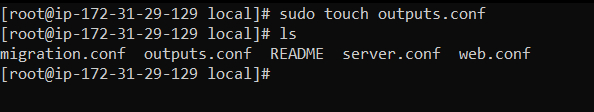 [root@ip-172-31-29-129 local]# sudo touch outputs.conf
[root@ip-172-31-29-129 local]# ls
migration.conf  outputs.conf  README  server.conf  web.conf
[root@ip-172-31-29-129 local]#